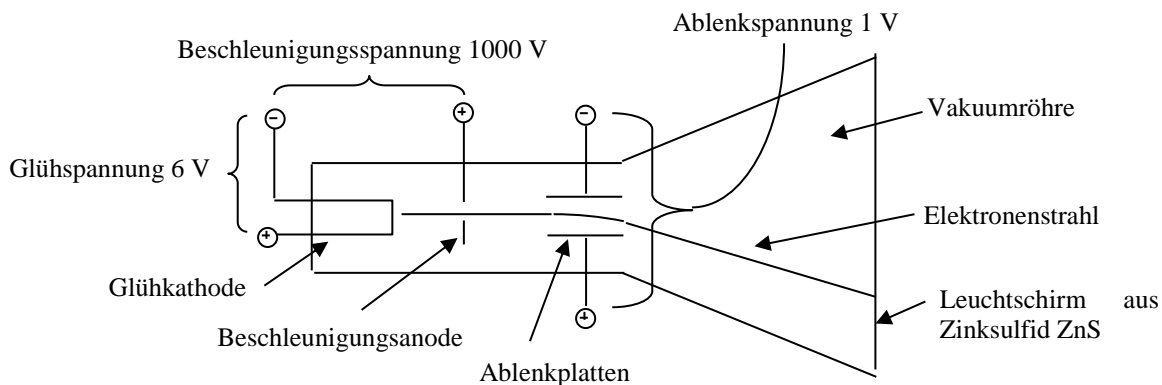 Ablenkspannung 1 V
Beschleunigungsspannung 1000 V
Vakuumröhre
Glühspannung 6 V
Elektronenstrahl
Glühkathode
Leuchtschirm aus
Zinksulfid ZnS
Beschleunigungsanode
Ablenkplatten